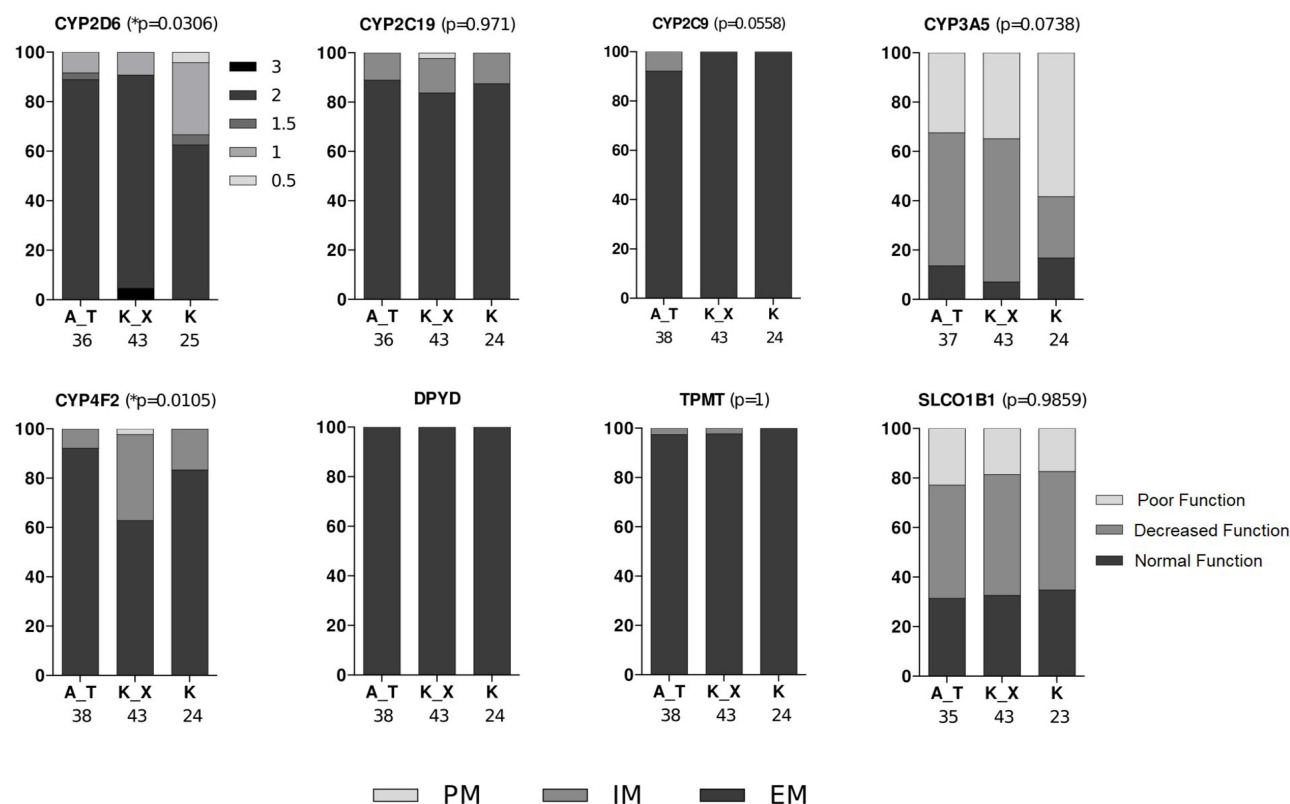 CYP2D6 (*p=0.0306)
CYP2C19 (p=0.971)
CYP2C9 (p=0.0558)
CYP3A5 (p=0.0738)
100
80
60
40
20
0
A_T K_X K
36 43 25
3
2
1.5
1
0.5
100
80
60
40
20
0
A_T K_X K
36 43 24
100
80
60
40
20
0
A_T K_X K
38 43 24
100
80
60
40
20
0
A_T K_X K
37 43 24
CYP4F2 (*p=0.0105)
DPYD
TPMT (p=1)
SLCO1B1 (p=0.9859)
100
80
60
40
20
0
A_T K_X K
38 43 24
100
80
60
40
20
0
A_T K_X K
38 43 24
100
80
60
40
20
0
A_T K_X K
38 43 24
100
80
60
40
20
0
A_T K_X K
35 43 23
Poor Function
Decreased Function
Normal Function
PM IM EM